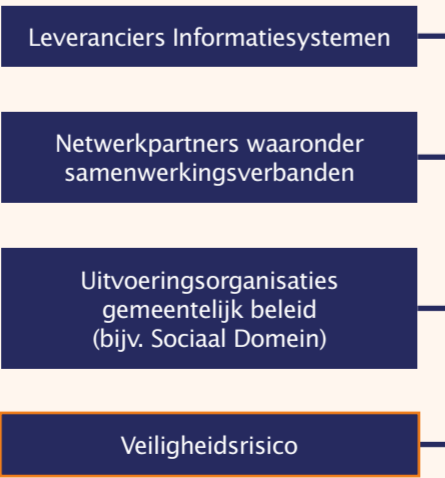 Leveranciers Informatiesystemen
Netwerkpartners waaronder
samenwerkingsverbanden
Uitvoeringsorganisaties
gemeentelijk beleid
(bijv. Sociaal Domein)
Veiligheidsrisico